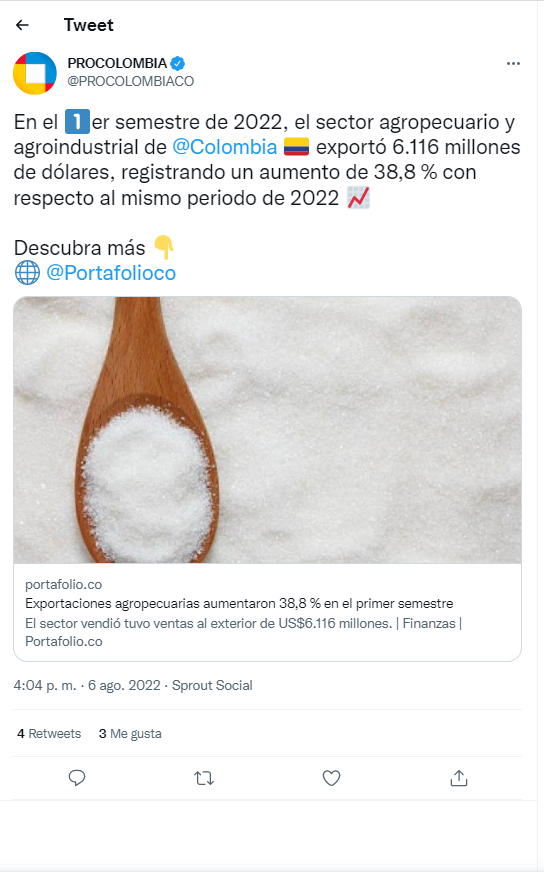 Tweet
PROCOLOMBIA
@PROCOLOMBIACO
En el 1️⃣er semestre de 2022, el sector agropecuario y
agroindustrial de @Colombia 🇨🇴 exportó 6.116 millones
de dólares, registrando un aumento de 38,8 % con
respecto al mismo periodo de 2022 📈
Descubra más 👇
🌐 @Portafolioco
portafolio.co
Exportaciones agropecuarias aumentaron 38,8 % en el primer semestre
El sector vendió tuvo ventas al exterior de US$6.116 millones. | Finanzas |
Portafolio.co
4:04 p. m. · 6 ago. 2022 · Sprout Social
4 Retweets 3 Me gusta